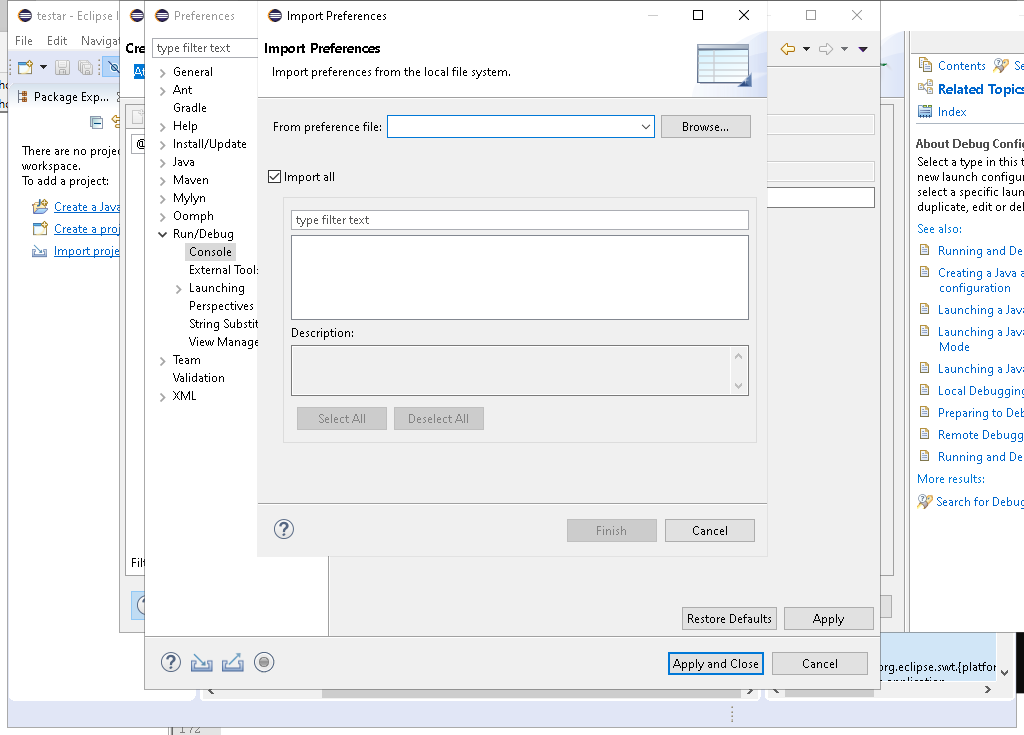 testar - Eclipse I
File Edit Navigat
Package Exp...
There are no projec
workspace.
To add a project:
Create a Java
Create a proj
Import proje
Cre
Filt
Preferences
type filter text
General
Ant
Gradle
Help
Install/Update
Java
Maven
Mylyn
Oomph
Run/Debug
Console
External Tools
Launching
Perspectives
String Substit
View Manage
Team
Validation
XML
Import Preferences
Import Preferences
Import preferences from the local file system.
From preference file:
Browse...
Import all
type filter text
Description:
Select All Deselect All
Finish Cancel
Restore Defaults Apply
Apply and Close Cancel
Contents Se
Related Topics
Index
About Debug Config
Select a type in this t
new launch configur
select a specific laun
duplicate, edit or del
See also:
Running and De
Creating a Java a
configuration
Launching a Java
Launching a Java
Mode
Launching a Java
Local Debugging
Preparing to Deb
Remote Debugg
Running and De
More results:
Search for Debug
org.eclipse.swt.{platfor
application
172